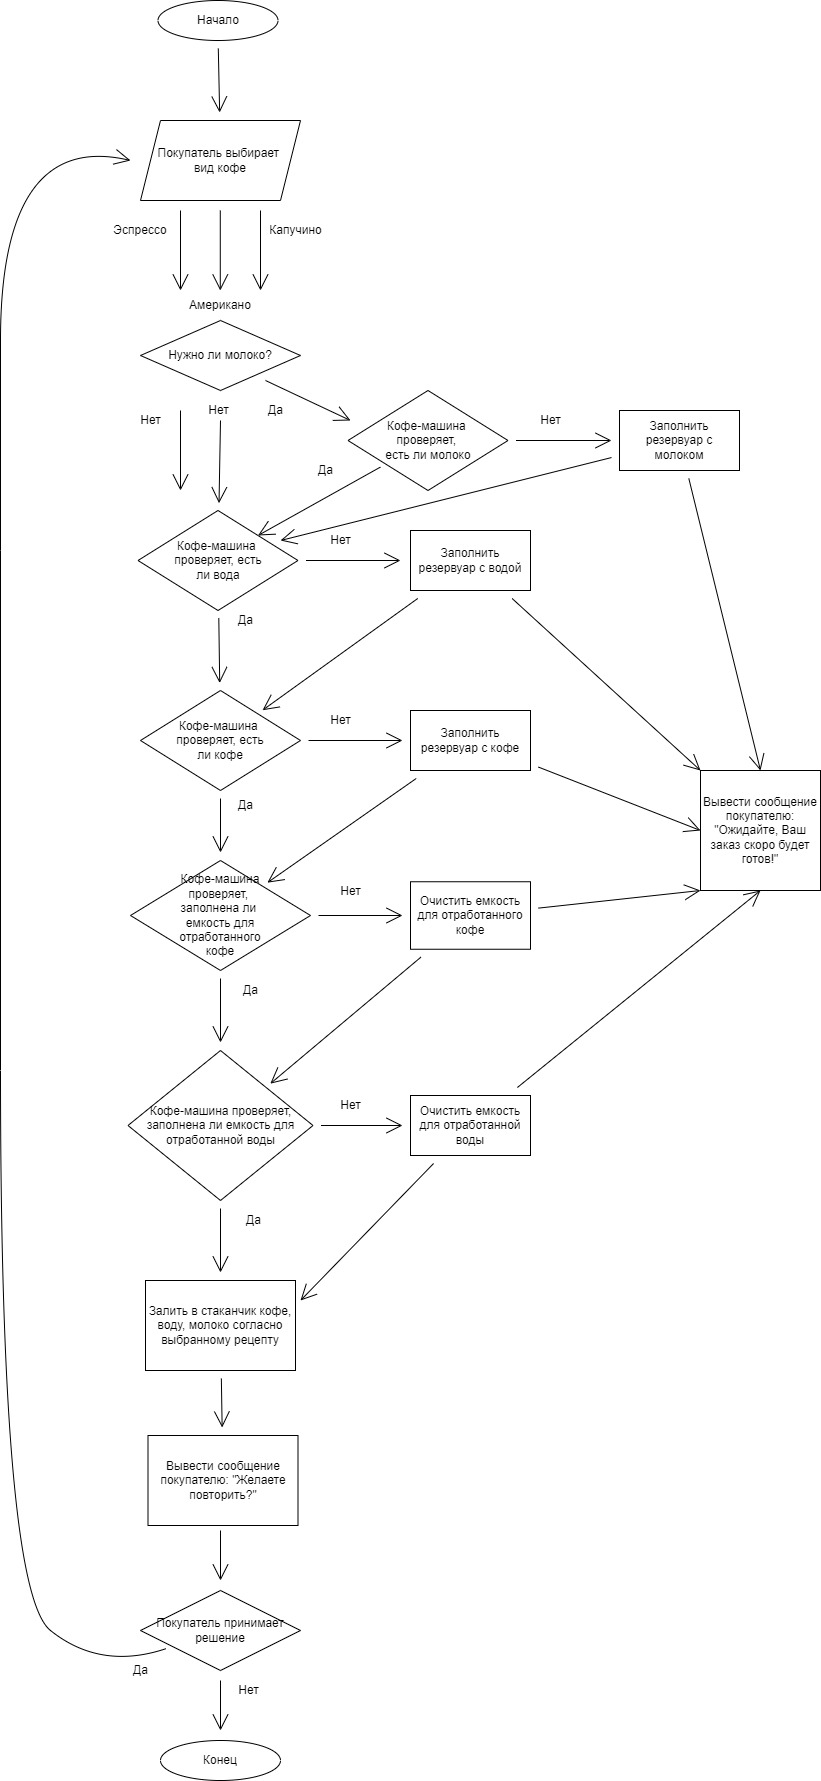 Начало
Покупатель выбирает
вид кофе
Эспрессо
Капучино
Американо
Нужно ли молоко?
Нет
Нет
Да
Кофе-машина
проверяет,
есть ли молоко
Нет
Заполнить
резервуар с
молоком
Да
Кофе-машина
проверяет, есть
ли вода
Нет
Заполнить
резервуар с водой
Да
Кофе-машина
проверяет, есть
ли кофе
Нет
Заполнить
резервуар с кофе
Вывести сообщение
покупателю:
"Ожидайте, Ваш
заказ скоро будет
готов!"
Да
Кофе-машина
проверяет,
заполнена ли
емкость для
отработанного
кофе
Нет
Очистить емкость
для отработанного
кофе
Да
Кофе-машина проверяет,
заполнена ли емкость для
отработанной воды
Нет
Очистить емкость
для отработанной
воды
Да
Залить в стаканчик кофе,
воду, молоко согласно
выбранному рецепту
Вывести сообщение
покупателю: "Желаете
повторить?"
Покупатель принимает
решение
Да
Нет
Конец